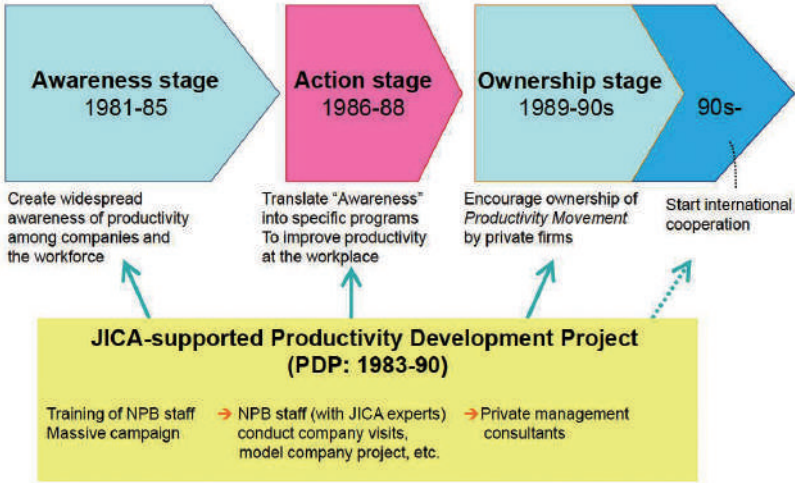 Awareness stage
1981-85
Action stage
1986-88
Ownership stage
1989-90s
90s-
Create widespread
awareness of productivity
among companies and
the workforce
Translate “Awareness”
into specific programs
To improve productivity
at the workplace
Encourage ownership of
Productivity Movement
by private firms
Start international
cooperation
JICA-supported Productivity Development Project
(PDP: 1983-90)
Training of NPB staff
Massive campaign
➔ NPB staff (with JICA experts)
conduct company visits,
model company project, etc.
➔ Private management
consultants